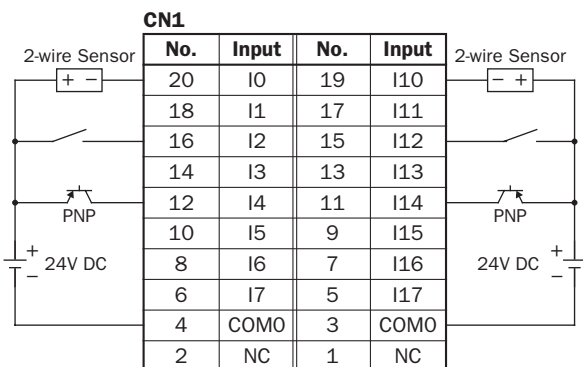 CN1
2-wire Sensor No. Input No. Input 2-wire Sensor
+ − 20 I0 19 I10 − +
18 I1 17 I11
16 I2 15 I12
14 I3 13 I13
12 I4 11 I14
PNP PNP
10 I5 9 I15
+ +
24V DC 8 I6 7 I16 24V DC
− −
6 I7 5 I17
4 COM0 3 COM0
2 NC 1 NC